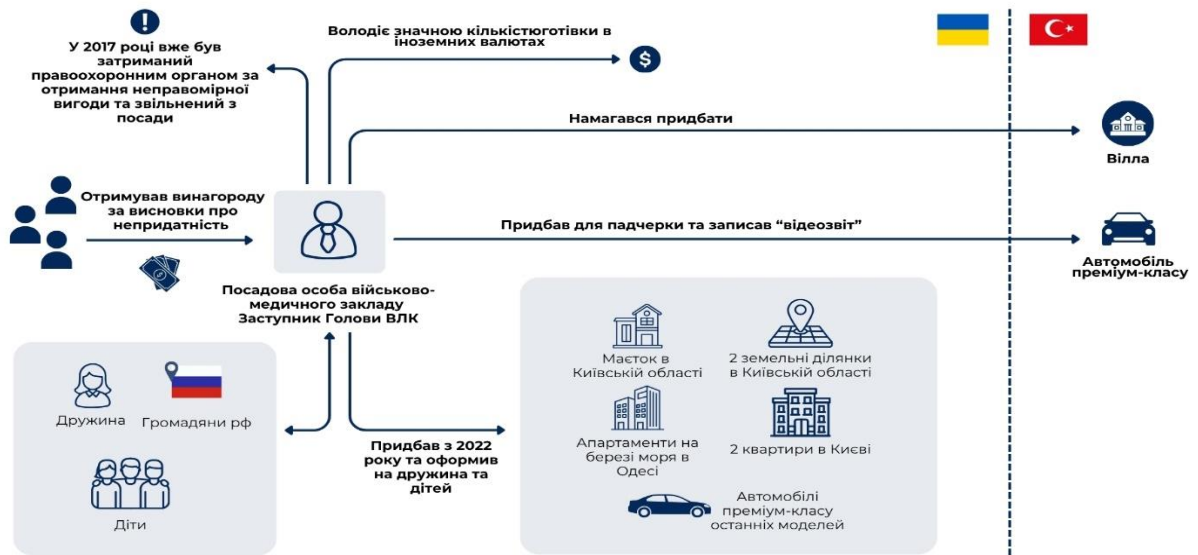 У 2017 році вже був
затриманий
правоохоронним органом за
отримання неправомірної
вигоди та звільнений з
посади
Володіє значною кількістюготівки в
іноземних валютах
Намагався придбати
Вілла
Отримував винагороду
за висновки про
непридатність
Придбав для падчерки та записав “відеозвіт”
Автомобіль
преміум-класу
Посадова особа військово-
медичного закладу
Заступник Голови ВЛК
Дружина
Громадяни рф
Діти
Придбав з 2022
року та оформив
на дружина та
дітей
Маєток в
Київській області
2 земельні ділянки
в Київській області
Апартаменти на
березі моря в
Одесі
2 квартири в Києві
Автомобілі
преміум-класу
останніх моделей